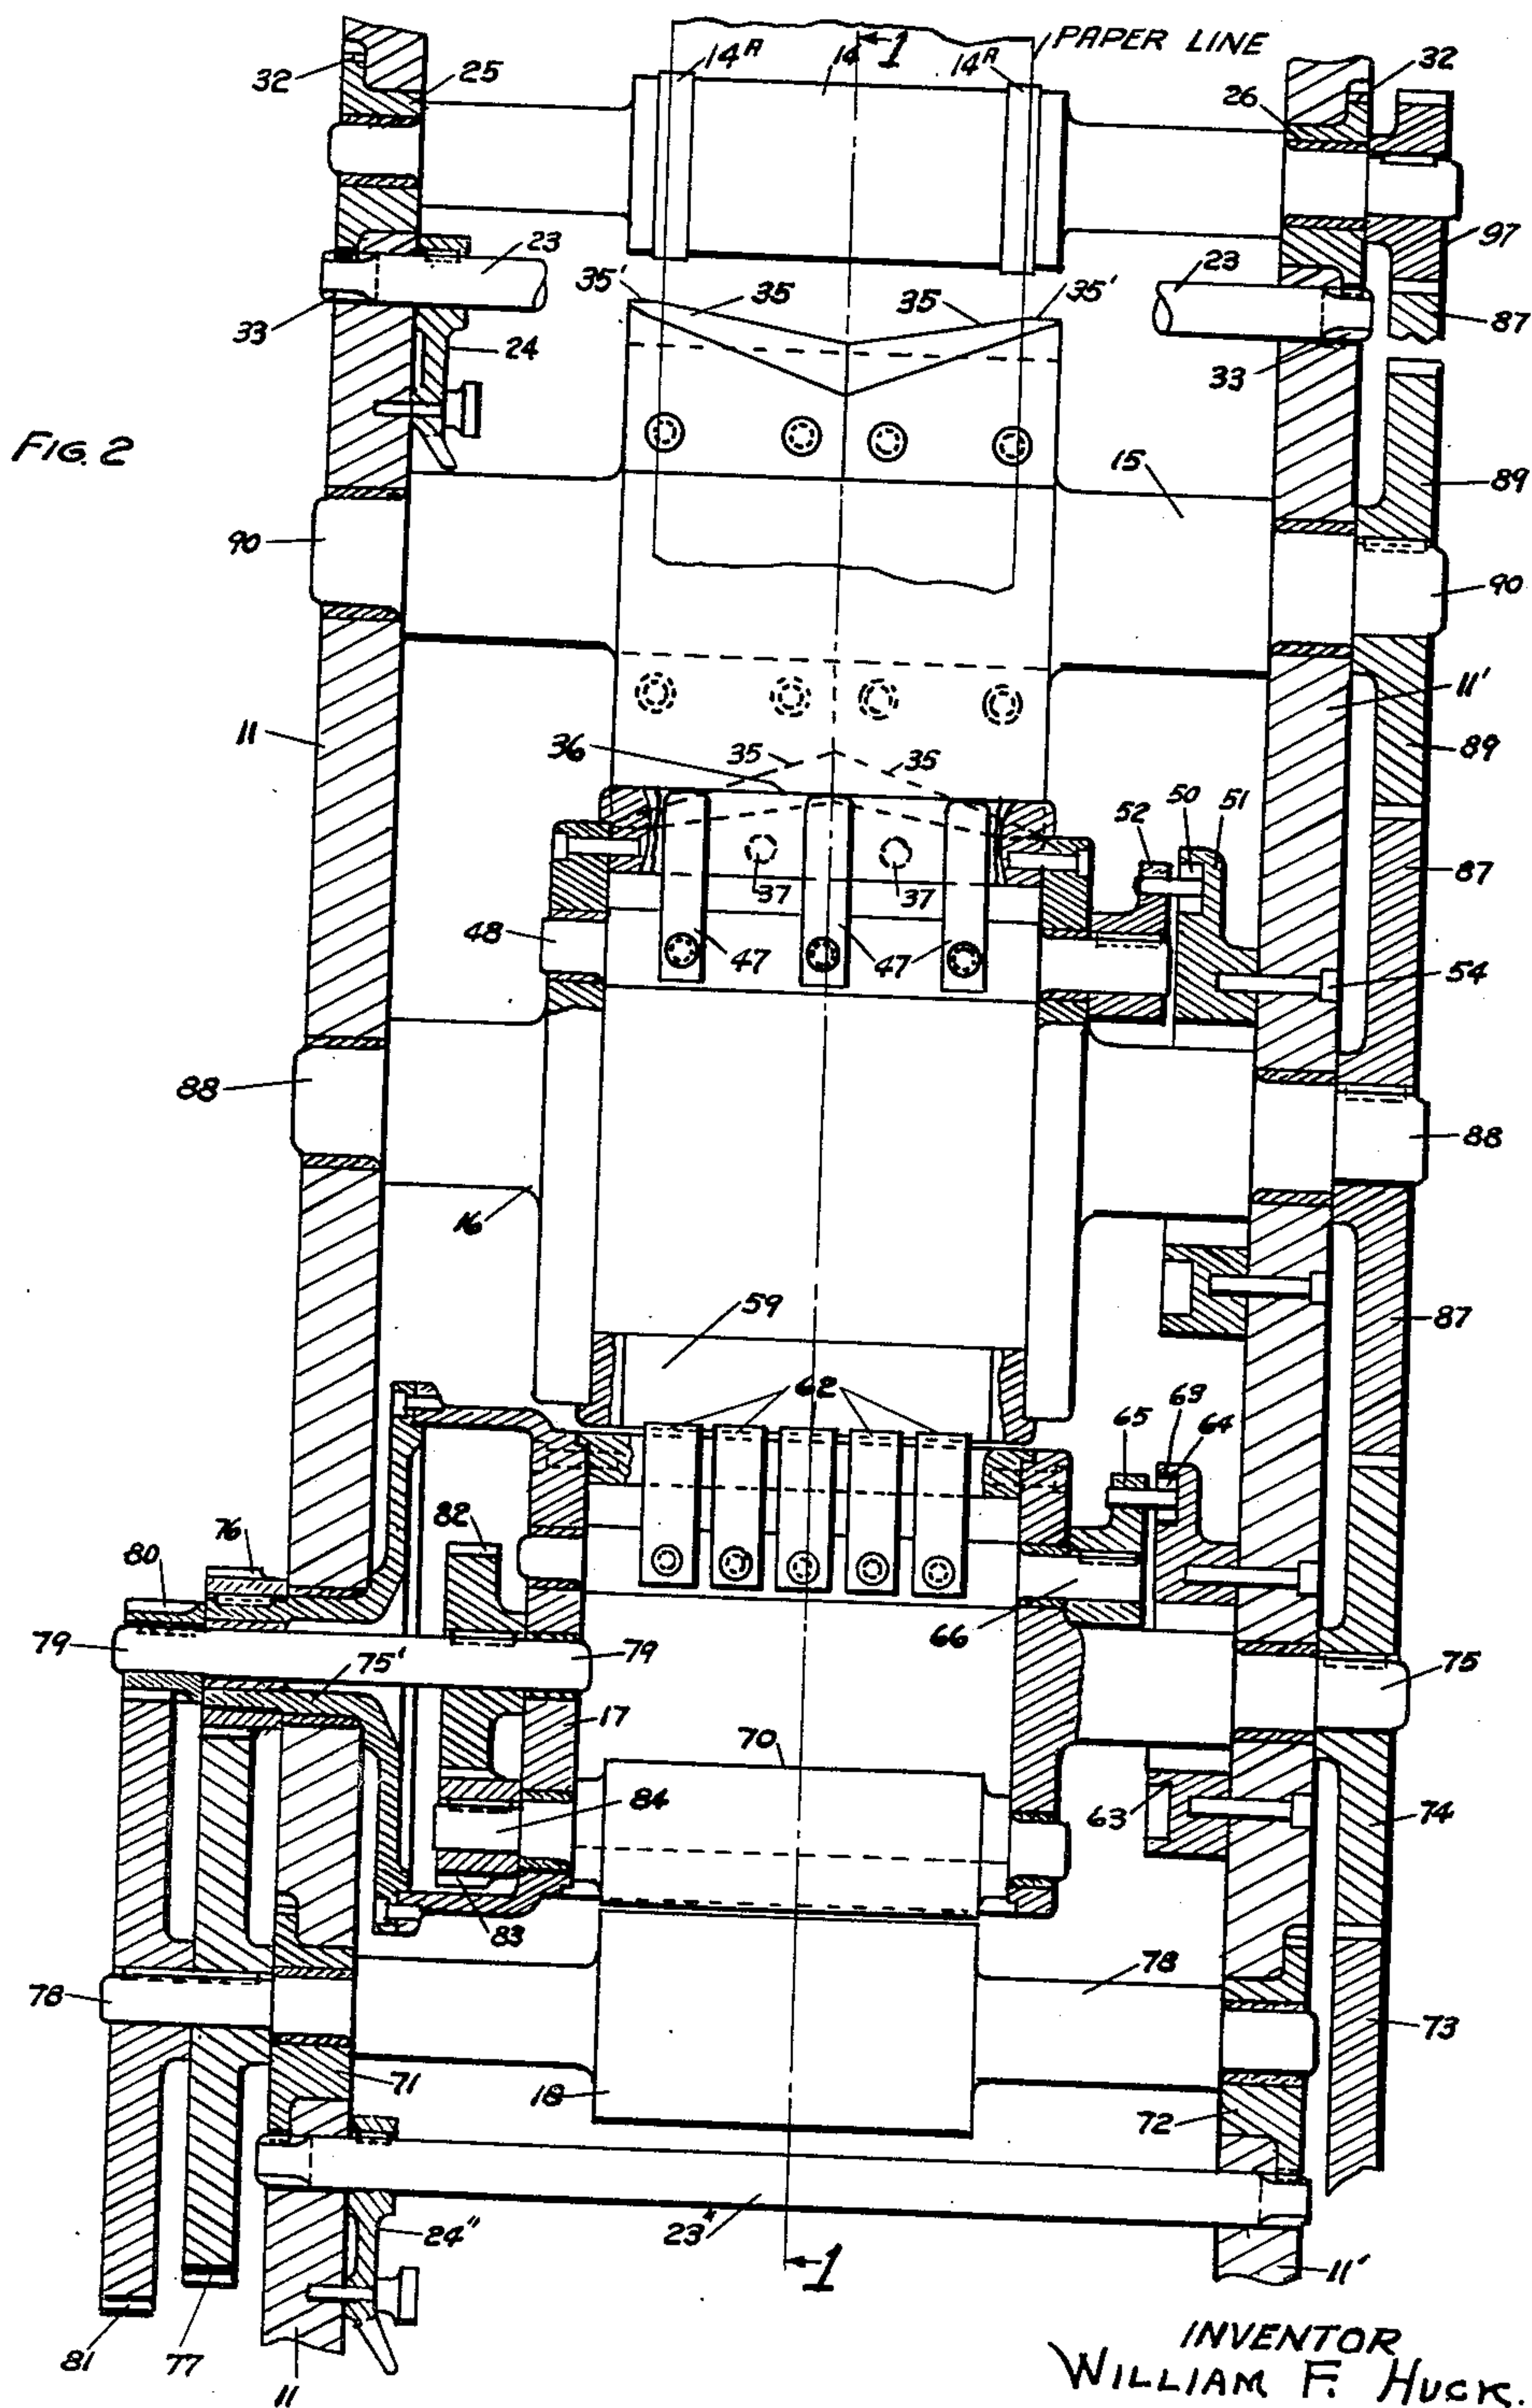 PAPER LINE
14ᴿ 14 1 14ᴿ
32 25 26 32
23 23 97
35' 35 35 35'
33 24 33 87
FIG. 2
15 89
90 90
11 11'
36 35 35 89
52 50 51
37 37 87
48 47 47 54
88 88
16
59 87
62
65 63 64
80 76 82
79 75' 79 66 75
17
70
84 63 74
83
78 78
73
71 18 72
24" 23"
1
81 77 11 11'
INVENTOR
WILLIAM F. HUCK.